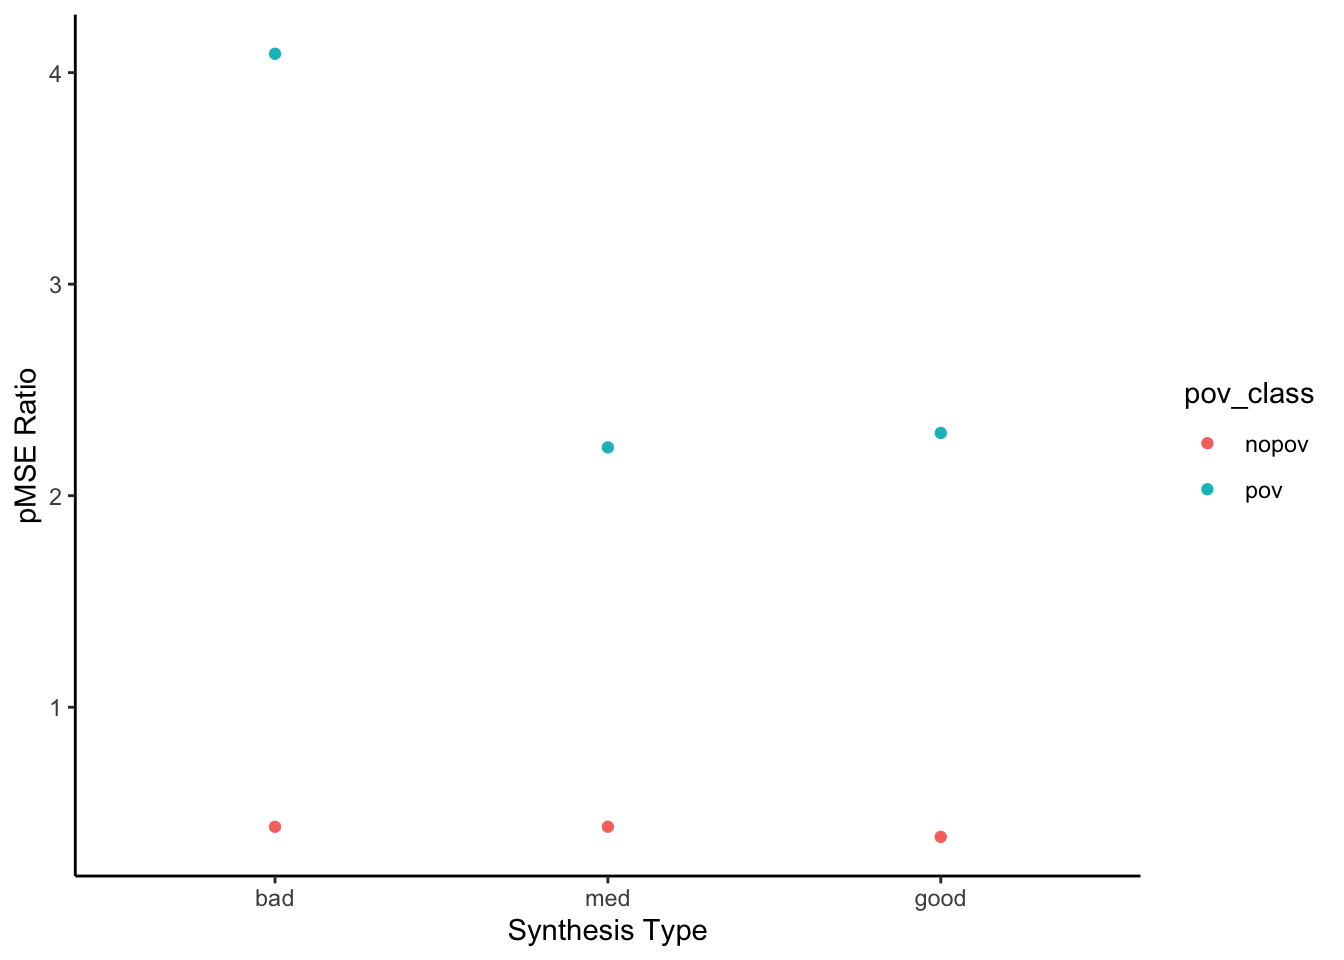 4
3
2
1
pMSE Ratio
bad
med
good
Synthesis Type
pov_class
nopov
pov